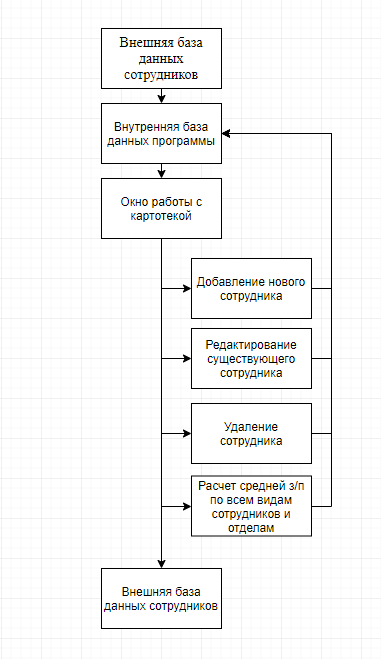 Внешняя база
данных
сотрудников
Внутренняя база
данных программы
Окно работы с
картотекой
Добавление нового
сотрудника
Редактирование
существующего
сотрудника
Удаление
сотрудника
Расчет средней з/п
по всем видам
сотрудников и
отделам
Внешняя база
данных сотрудников